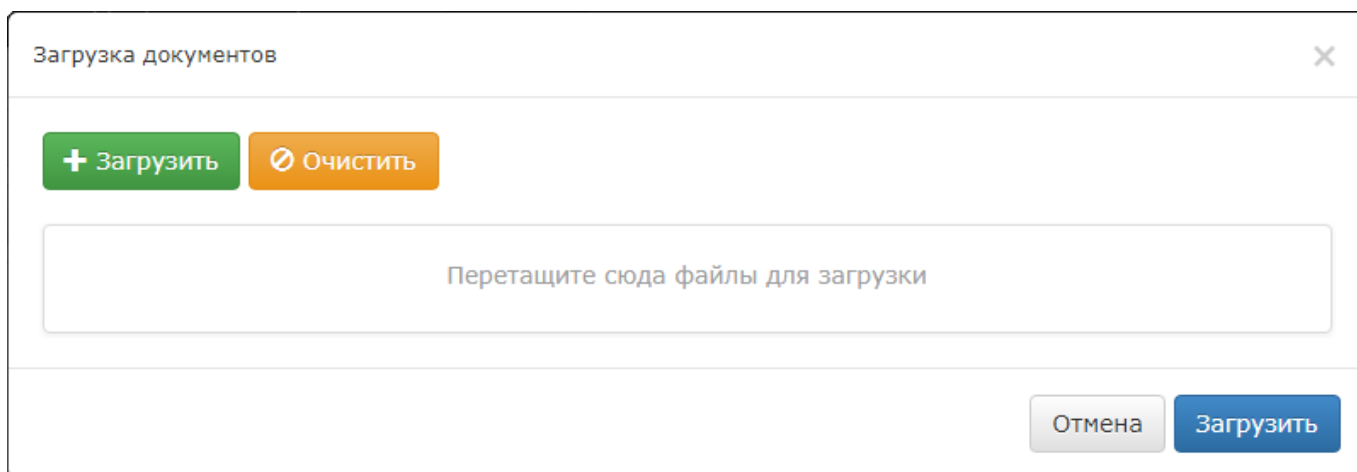 Загрузка документов
Загрузить Очистить
Перетащите сюда файлы для загрузки
Отмена Загрузить